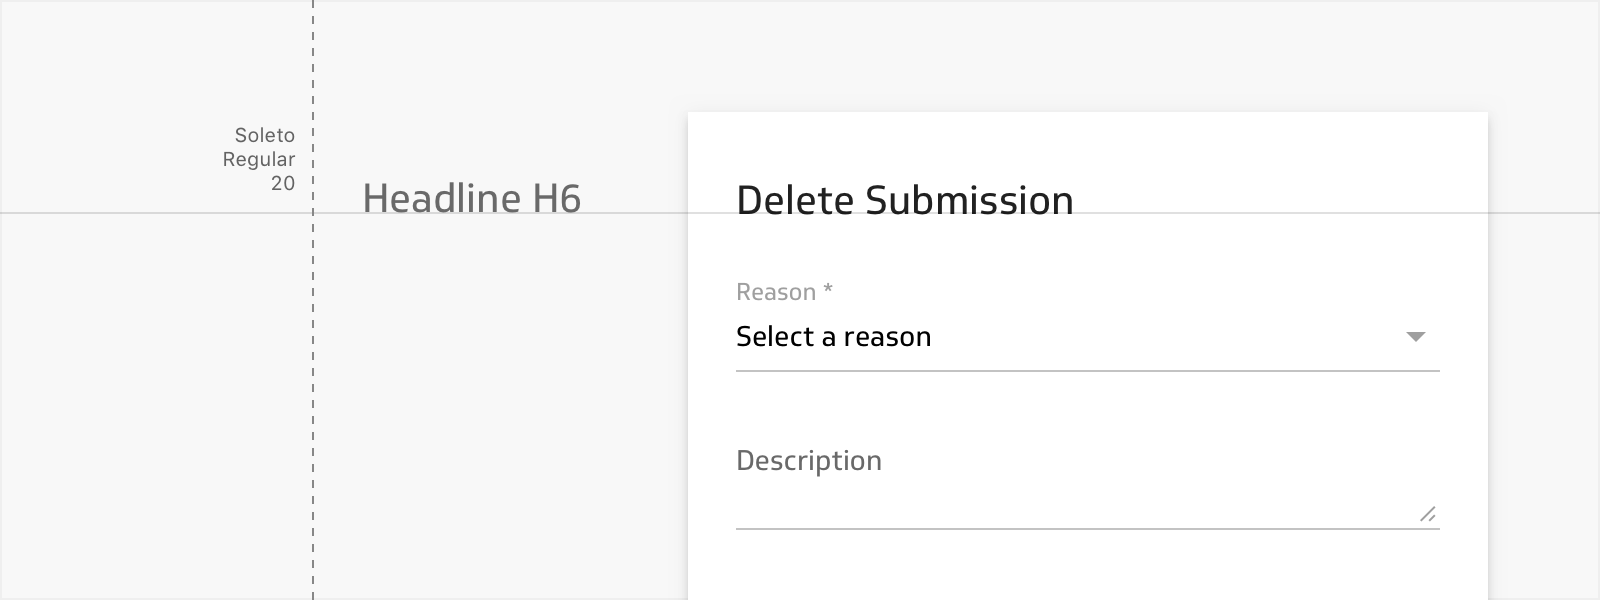 Soleto
Regular
20
Headline H6
Delete Submission
Reason *
Select a reason
Description